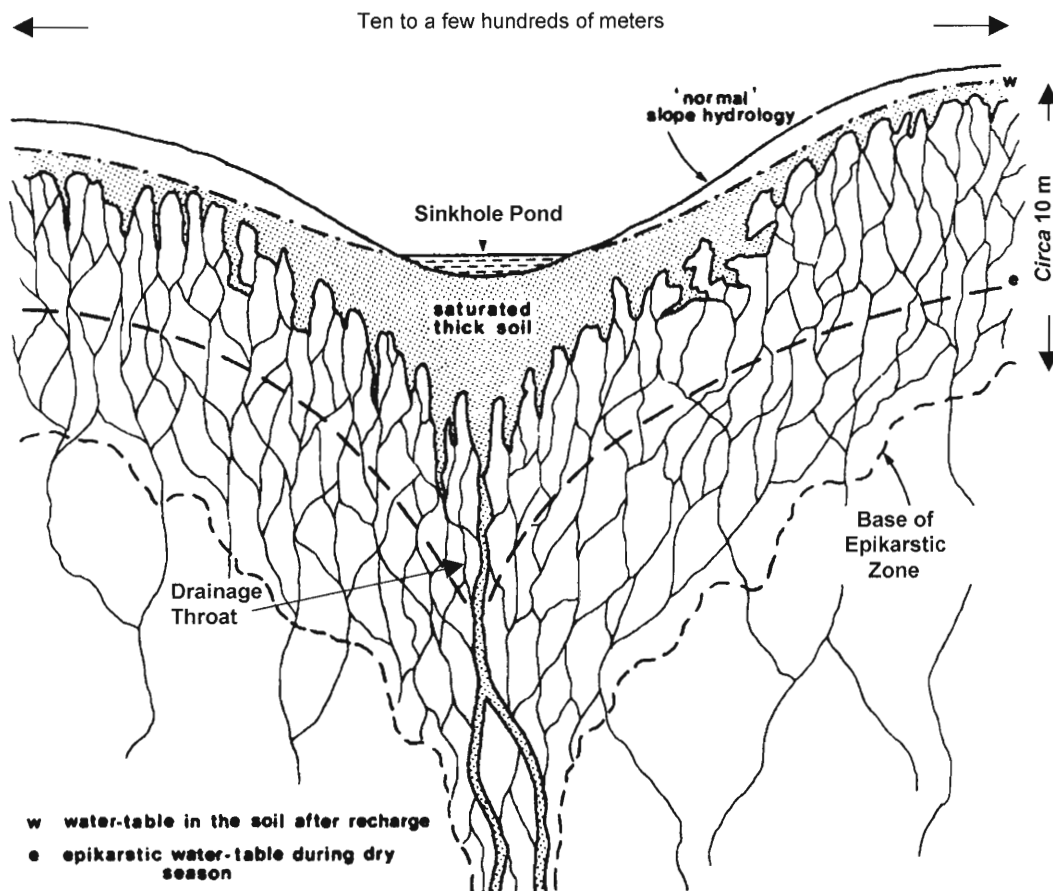 Ten to a few hundreds of meters
'normal'
slope hydrology
w
Sinkhole Pond
Circa 10 m
e
saturated
thick soil
Base of
Epikarstic
Zone
Drainage
Throat
w water-table in the soil after recharge
e epikarstic water-table during dry
season